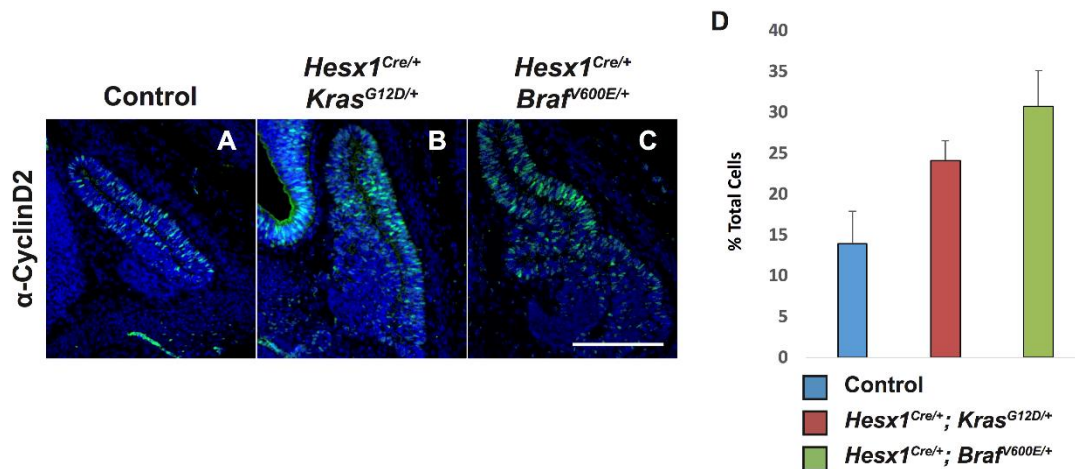 Control
Hesx1Cre/+
KrasG12D/+
Hesx1Cre/+
BrafV600E/+
α-CyclinD2
A
B
C
D
% Total Cells
40
35
30
25
20
15
10
5
0
Control
Hesx1Cre/+; KrasG12D/+
Hesx1Cre/+; BrafV600E/+